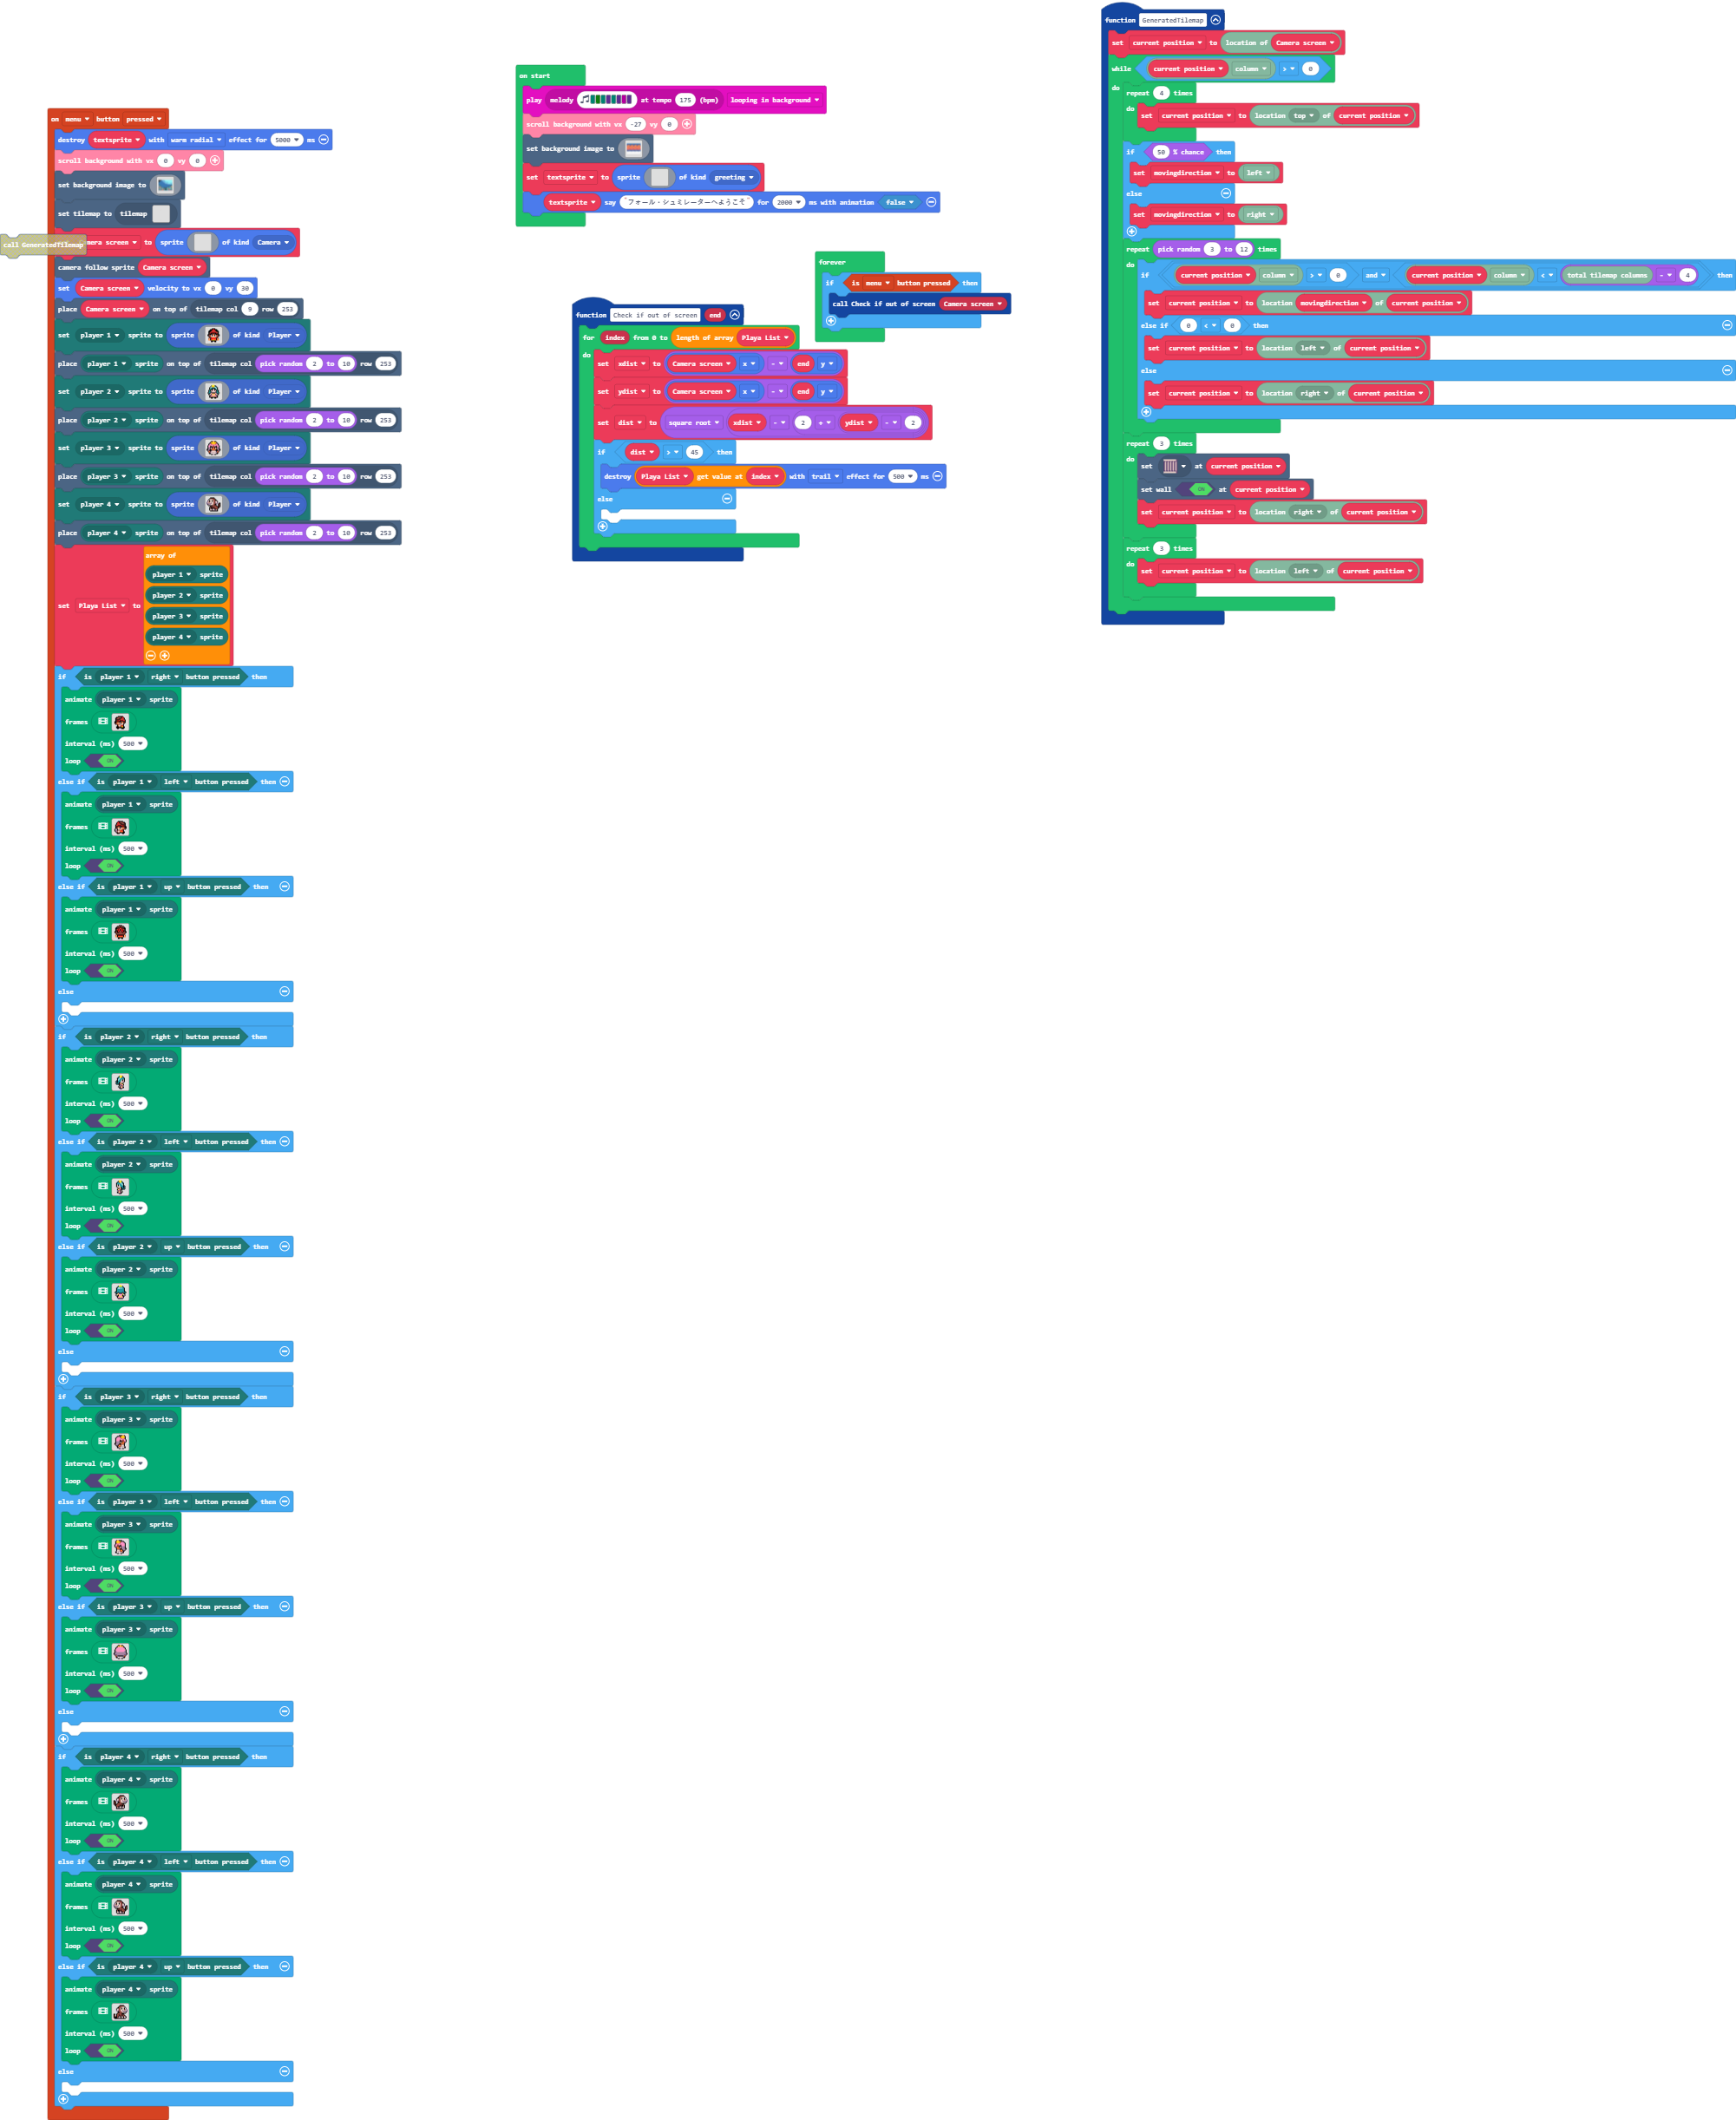 on menu button pressed
destroy textsprite with warm radial effect for 5000 ms
scroll background with vx 0 vy 0
set background image to
set tilemap to tilemap
call GeneratedTilemap
mera screen to sprite of kind Camera
camera follow sprite Camera screen
set Camera screen velocity to vx 0 vy 30
place Camera screen on top of tilemap col 9 row 253
set player 1 sprite to sprite of kind Player
place player 1 sprite on top of tilemap col pick random 2 to 10 row 253
set player 2 sprite to sprite of kind Player
place player 2 sprite on top of tilemap col pick random 2 to 10 row 253
set player 3 sprite to sprite of kind Player
place player 3 sprite on top of tilemap col pick random 2 to 10 row 253
set player 4 sprite to sprite of kind Player
place player 4 sprite on top of tilemap col pick random 2 to 10 row 253
array of
player 1 sprite
player 2 sprite
set Playa List to
player 3 sprite
player 4 sprite
if is player 1 right button pressed then
animate player 1 sprite
frames
interval (ms) 500
loop ON
else if is player 1 left button pressed then
animate player 1 sprite
frames
interval (ms) 500
loop ON
else if is player 1 up button pressed then
animate player 1 sprite
frames
interval (ms) 500
loop ON
else
if is player 2 right button pressed then
animate player 2 sprite
frames
interval (ms) 500
loop ON
else if is player 2 left button pressed then
animate player 2 sprite
frames
interval (ms) 500
loop ON
else if is player 2 up button pressed then
animate player 2 sprite
frames
interval (ms) 500
loop ON
else
if is player 3 right button pressed then
animate player 3 sprite
frames
interval (ms) 500
loop ON
else if is player 3 left button pressed then
animate player 3 sprite
frames
interval (ms) 500
loop ON
else if is player 3 up button pressed then
animate player 3 sprite
frames
interval (ms) 500
loop ON
else
if is player 4 right button pressed then
animate player 4 sprite
frames
interval (ms) 500
loop ON
else if is player 4 left button pressed then
animate player 4 sprite
frames
interval (ms) 500
loop ON
else if is player 4 up button pressed then
animate player 4 sprite
frames
interval (ms) 500
loop ON
else
on start
play melody at tempo 175 (bpm) looping in background
scroll background with vx -27 vy 0
set background image to
set textsprite to sprite of kind greeting
textsprite say "フォール・シュミレーターへようこそ" for 2000 ms with animation false
forever
if is menu button pressed then
call Check if out of screen Camera screen
function Check if out of screen end
for index from 0 to length of array Playa List
do
set xdist to Camera screen x - end y
set ydist to Camera screen x - end y
set dist to square root xdist - 2 + ydist - 2
if dist > 45 then
destroy Playa List get value at index with trail effect for 500 ms
else
function GeneratedTilemap
set current position to location of Camera screen
while current position column > 0
do
repeat 4 times
do set current position to location top of current position
if 50 % chance then
set movingdirection to left
else
set movingdirection to right
repeat pick random 3 to 12 times
do if current position column > 0 and current position column < total tilemap columns - 4 then
set current position to location movingdirection of current position
else if 0 < 0 then
set current position to location left of current position
else
set current position to location right of current position
repeat 3 times
do set at current position
set wall ON at current position
set current position to location right of current position
repeat 3 times
do set current position to location left of current position